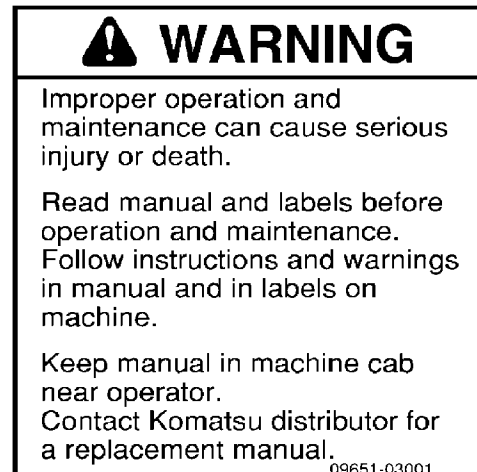 WARNING
Improper operation and
maintenance can cause serious
injury or death.
Read manual and labels before
operation and maintenance.
Follow instructions and warnings
in manual and in labels on
machine.
Keep manual in machine cab
near operator.
Contact Komatsu distributor for
a replacement manual.
09651-03001